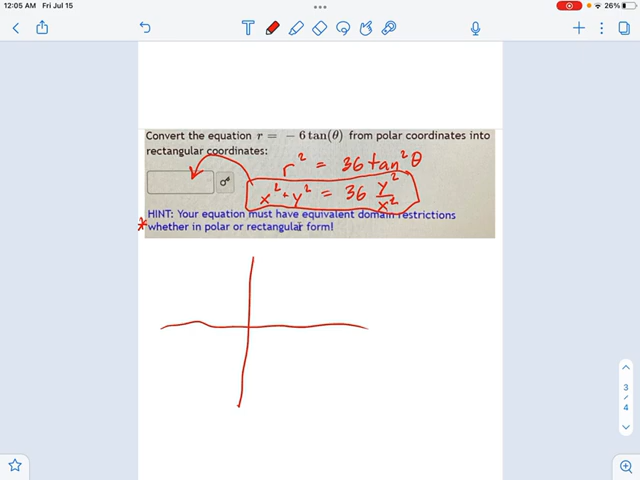 12:05 AM Fri Jul 15
26%
Convert the equation r = − 6 tan(θ) from polar coordinates into
rectangular coordinates:
r² = 36 tan² θ
x² + y² = 36 y²/x²
HINT: Your equation must have equivalent domain restrictions
* whether in polar or rectangular form!
3
/
4